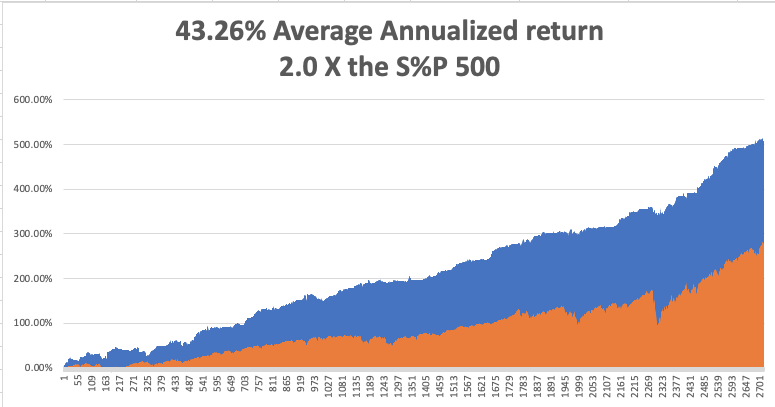 43.26% Average Annualized return
2.0 X the S%P 500
600.00%
500.00%
400.00%
300.00%
200.00%
100.00%
0.00%
1 55 109 163 217 271 325 379 433 487 541 595 649 703 757 811 865 919 973 1027 1081 1135 1189 1243 1297 1351 1405 1459 1513 1567 1621 1675 1729 1783 1837 1891 1945 1999 2053 2107 2161 2215 2269 2323 2377 2431 2485 2539 2593 2647 2701